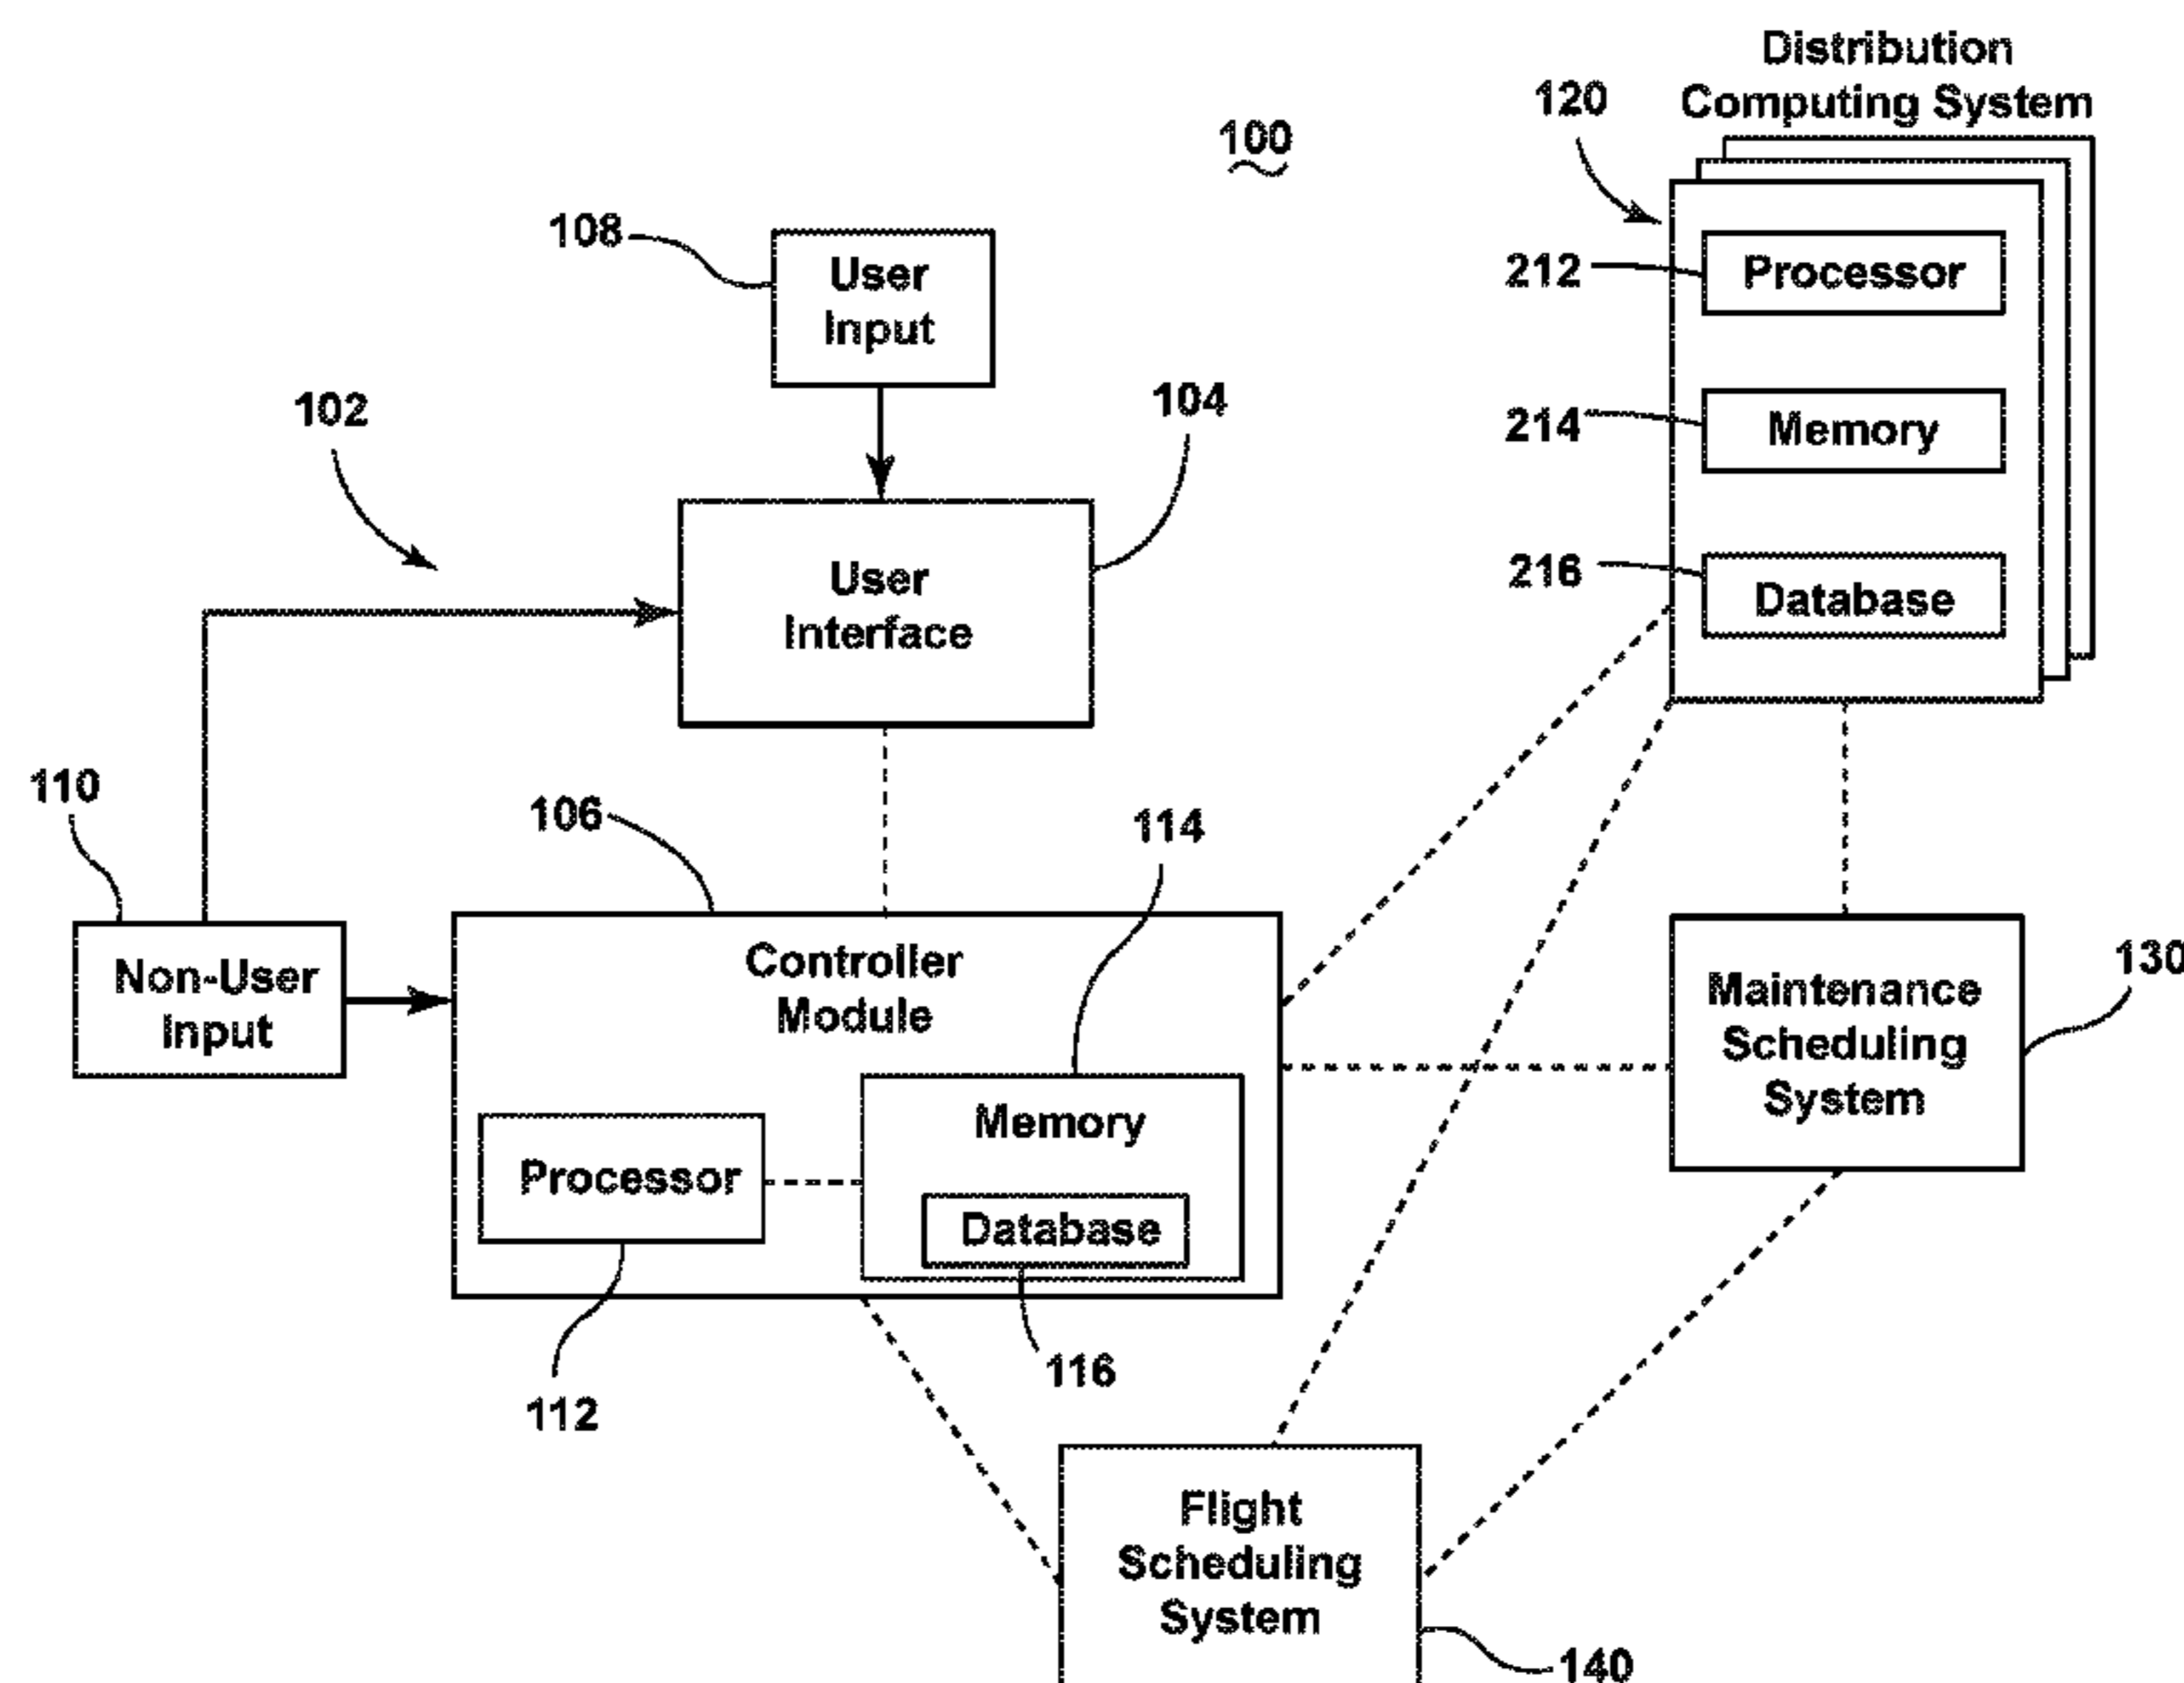 Distribution
Computing System
120
100
108
User
Input
212
Processor
102
104
214
Memory
User
Interface
216
Database
110
106
114
Non-User
Input
Controller
Module
130
Maintenance
Scheduling
System
Memory
Processor
Database
116
112
Flight
Scheduling
System
140